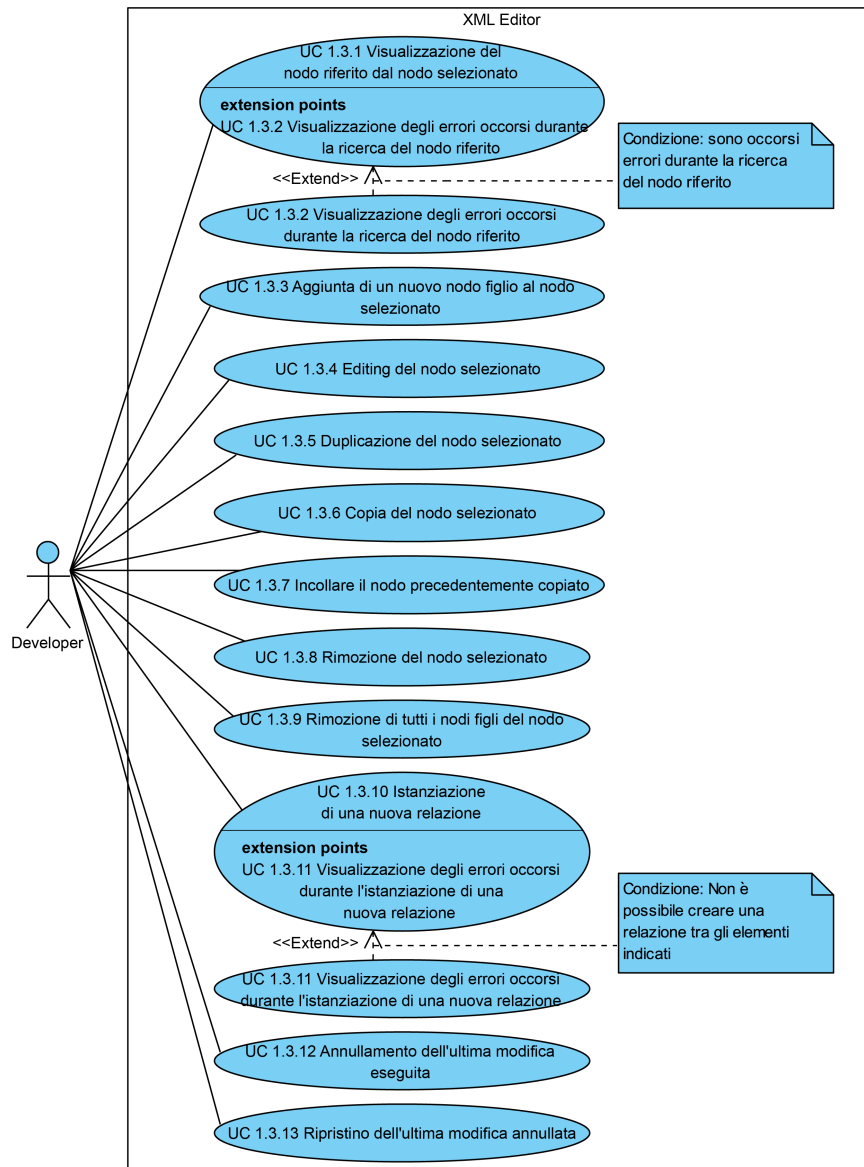 XML Editor
UC 1.3.1 Visualizzazione del
nodo riferito dal nodo selezionato
extension points
UC 1.3.2 Visualizzazione degli errori occorsi durante
la ricerca del nodo riferito
Condizione: sono occorsi
errori durante la ricerca
del nodo riferito
<<Extend>>
UC 1.3.2 Visualizzazione degli errori occorsi
durante la ricerca del nodo riferito
UC 1.3.3 Aggiunta di un nuovo nodo figlio al nodo
selezionato
UC 1.3.4 Editing del nodo selezionato
UC 1.3.5 Duplicazione del nodo selezionato
UC 1.3.6 Copia del nodo selezionato
UC 1.3.7 Incollare il nodo precedentemente copiato
Developer
UC 1.3.8 Rimozione del nodo selezionato
UC 1.3.9 Rimozione di tutti i nodi figli del nodo
selezionato
UC 1.3.10 Istanziazione
di una nuova relazione
extension points
UC 1.3.11 Visualizzazione degli errori occorsi
durante l'istanziazione di una
nuova relazione
Condizione: Non è
possibile creare una
relazione tra gli elementi
indicati
<<Extend>>
UC 1.3.11 Visualizzazione degli errori occorsi
durante l'istanziazione di una nuova relazione
UC 1.3.12 Annullamento dell'ultima modifica
eseguita
UC 1.3.13 Ripristino dell'ultima modifica annullata